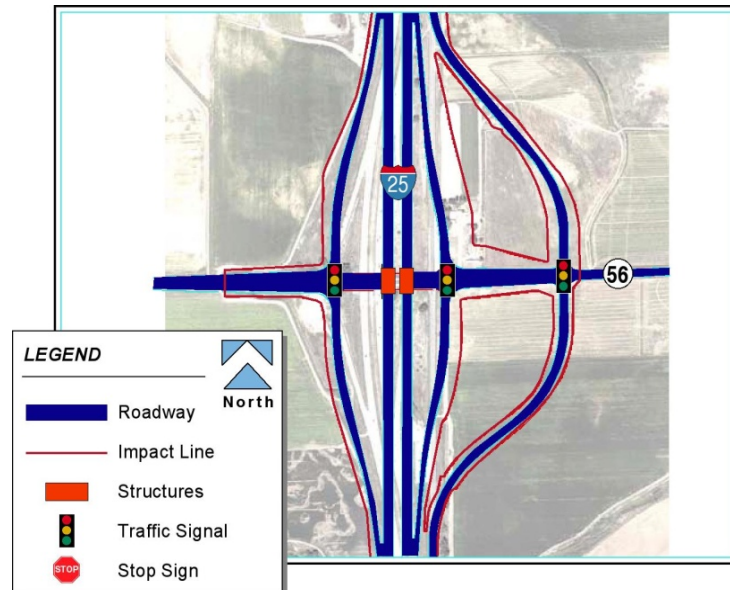 25
56
LEGEND
North
Roadway
Impact Line
Structures
Traffic Signal
STOP
Stop Sign